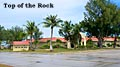 Top of the Rock